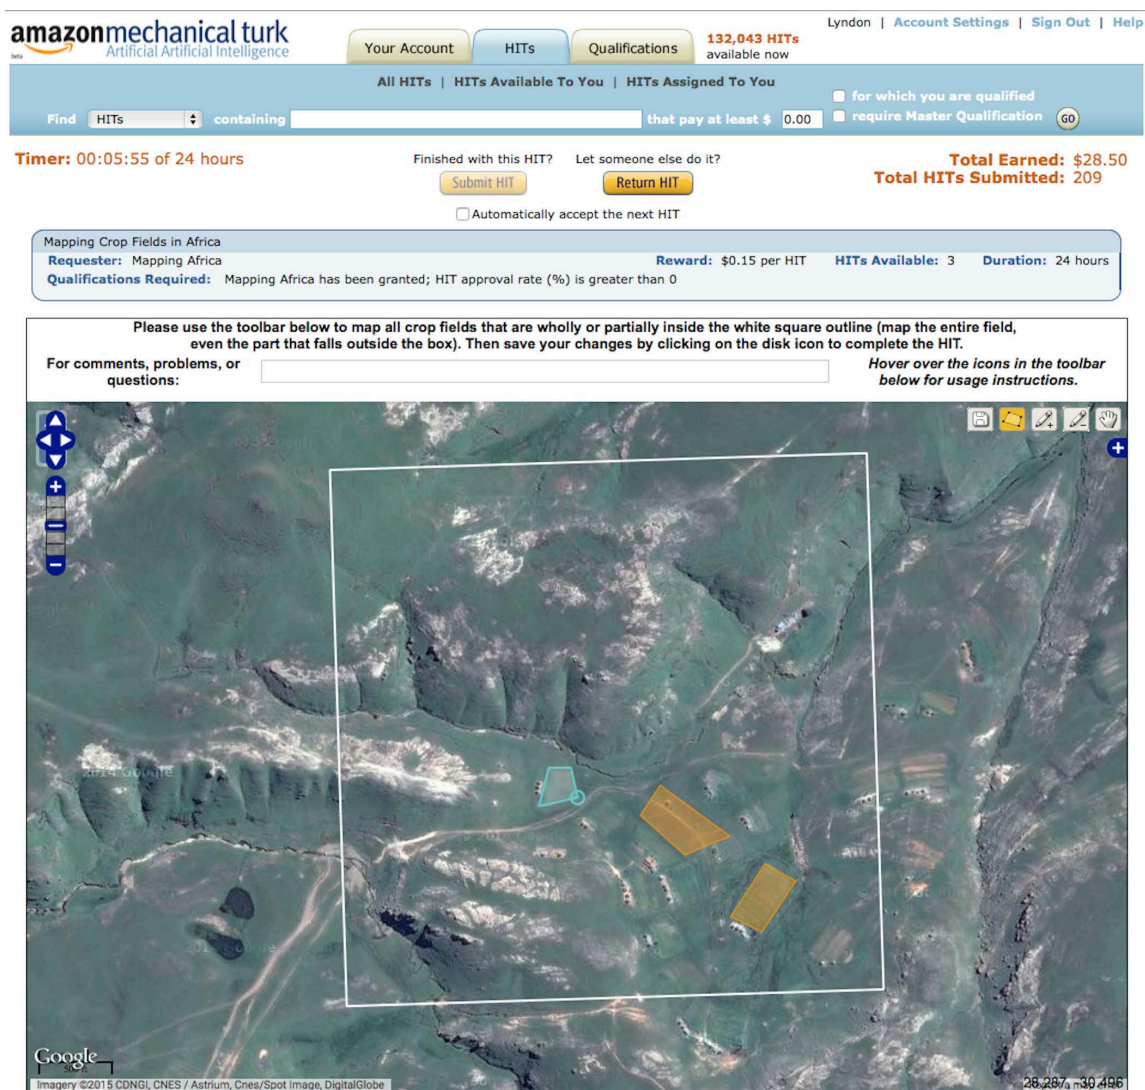 Lyndon | Account Settings | Sign Out | Help
amazonmechanical turk
beta Artificial Artificial Intelligence
Your Account HITs Qualifications 132,043 HITs available now
All HITs | HITs Available To You | HITs Assigned To You
for which you are qualified
Find HITs containing that pay at least $ 0.00 require Master Qualification GO
Timer: 00:05:55 of 24 hours
Finished with this HIT? Let someone else do it?
Submit HIT Return HIT
Automatically accept the next HIT
Total Earned: $28.50
Total HITs Submitted: 209
Mapping Crop Fields in Africa
Requester: Mapping Africa Reward: $0.15 per HIT HITs Available: 3 Duration: 24 hours
Qualifications Required: Mapping Africa has been granted; HIT approval rate (%) is greater than 0
Please use the toolbar below to map all crop fields that are wholly or partially inside the white square outline (map the entire field,
even the part that falls outside the box). Then save your changes by clicking on the disk icon to complete the HIT.
For comments, problems, or
questions:
Hover over the icons in the toolbar
below for usage instructions.
2014 Google
Google
500 ft
Imagery ©2015 CDNGI, CNES / Astrium, Cnes/Spot Image, DigitalGlobe
28.287, -30.496